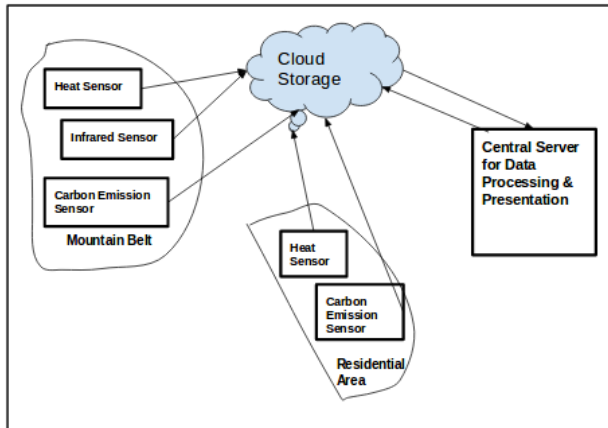 Cloud
Storage
Heat Sensor
Infrared Sensor
Carbon Emission
Sensor
Mountain Belt
Central Server
for Data
Processing &
Presentation
Heat
Sensor
Carbon
Emission
Sensor
Residential
Area